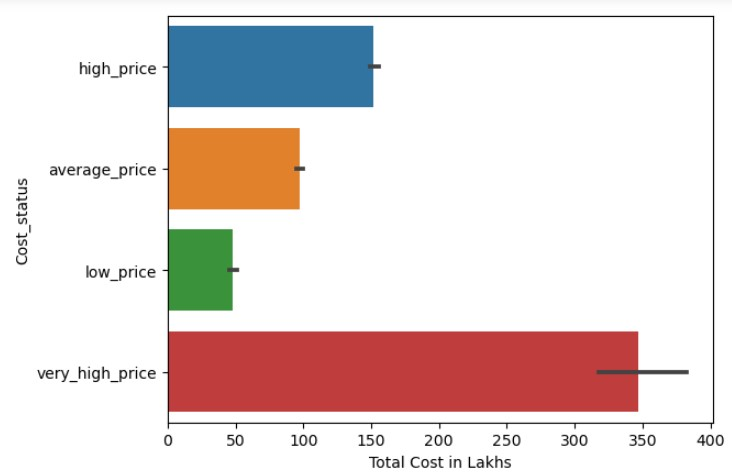 high_price
average_price
low_price
very_high_price
Cost_status
0 50 100 150 200 250 300 350 400
Total Cost in Lakhs